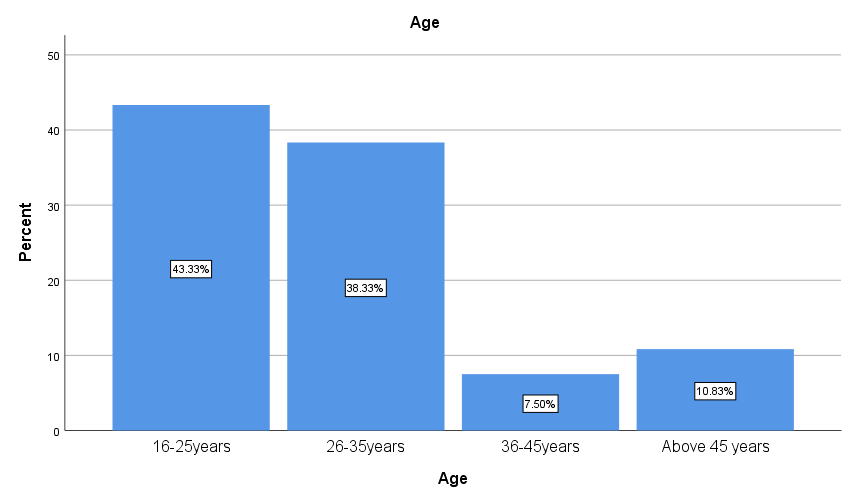 Age
Percent
50
40
30
20
10
0
43.33%
38.33%
7.50%
10.83%
16-25years
26-35years
36-45years
Above 45 years
Age